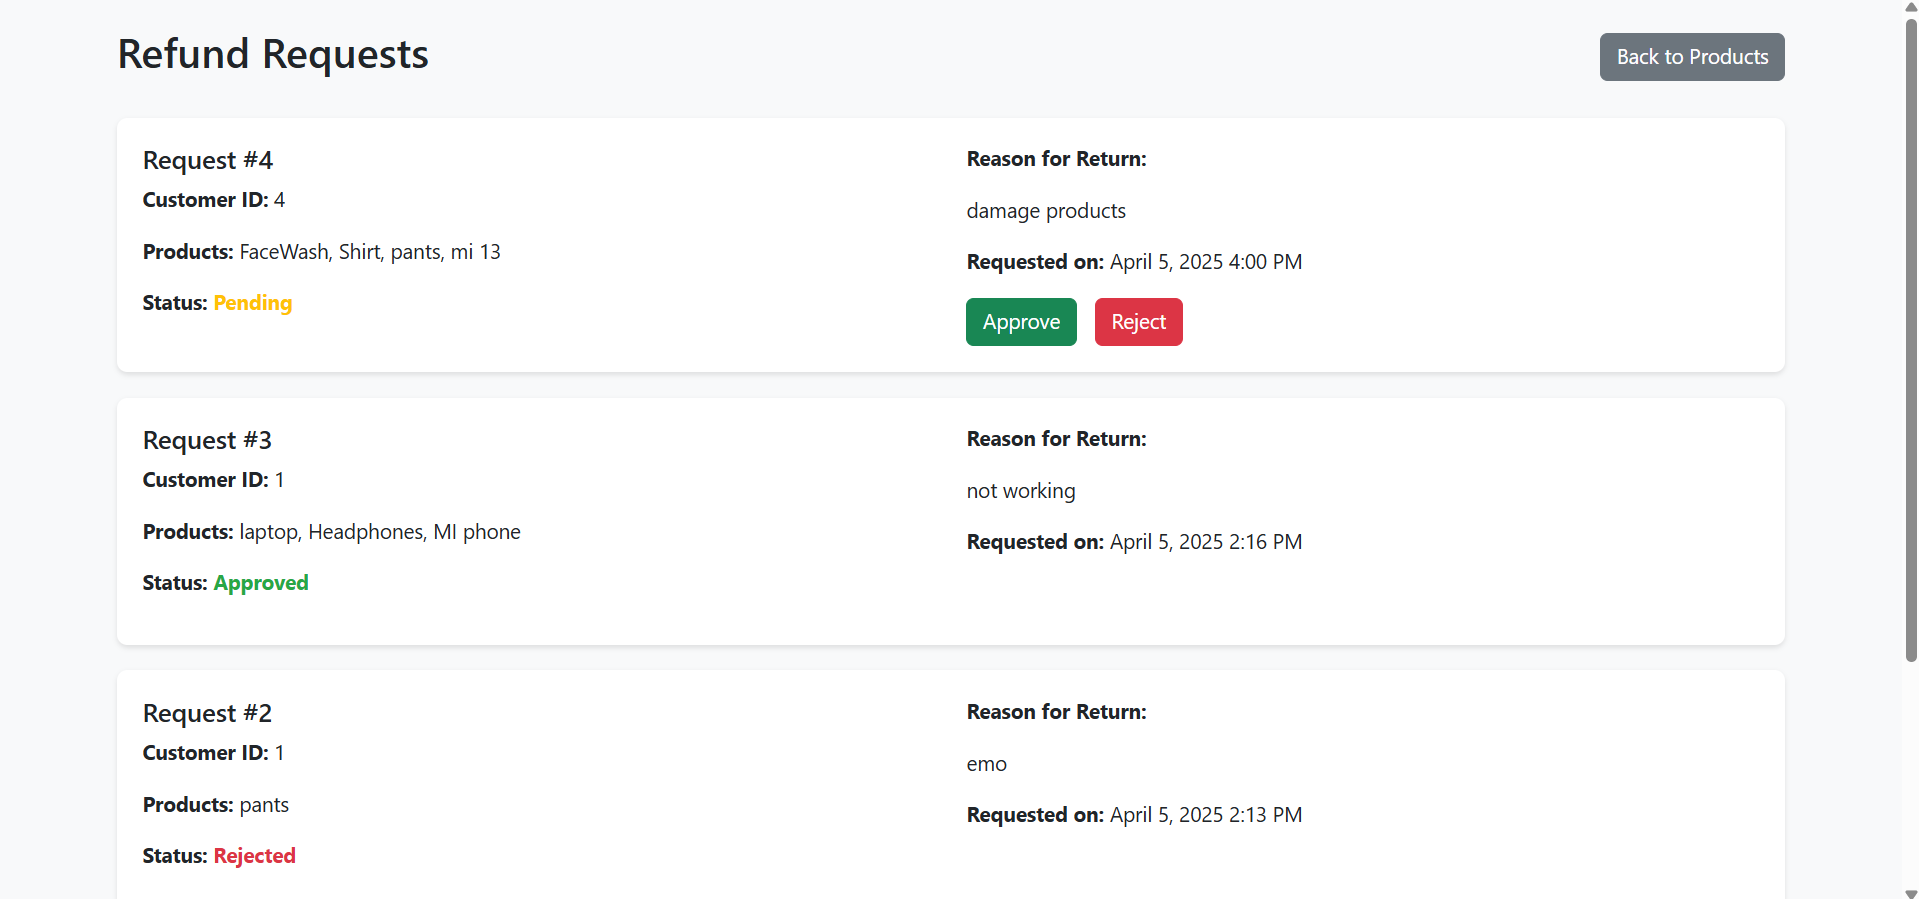 Refund Requests
Back to Products
Request #4
Customer ID: 4
Products: FaceWash, Shirt, pants, mi 13
Status: Pending
Reason for Return:
damage products
Requested on: April 5, 2025 4:00 PM
Approve
Reject
Request #3
Customer ID: 1
Products: laptop, Headphones, MI phone
Status: Approved
Reason for Return:
not working
Requested on: April 5, 2025 2:16 PM
Request #2
Customer ID: 1
Products: pants
Status: Rejected
Reason for Return:
emo
Requested on: April 5, 2025 2:13 PM